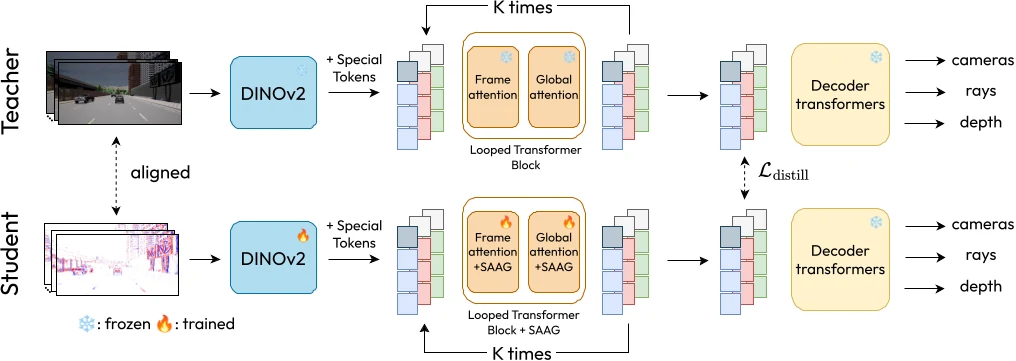 K times
Teacher
DINOv2
+ Special
Tokens
Frame
attention
Global
attention
Looped Transformer
Block
Decoder
transformers
cameras
rays
depth
aligned
ℒdistill
Student
DINOv2
+ Special
Tokens
Frame
attention
+SAAG
Global
attention
+SAAG
Looped Transformer
Block + SAAG
Decoder
transformers
cameras
rays
depth
❄️: frozen 🔥: trained
K times